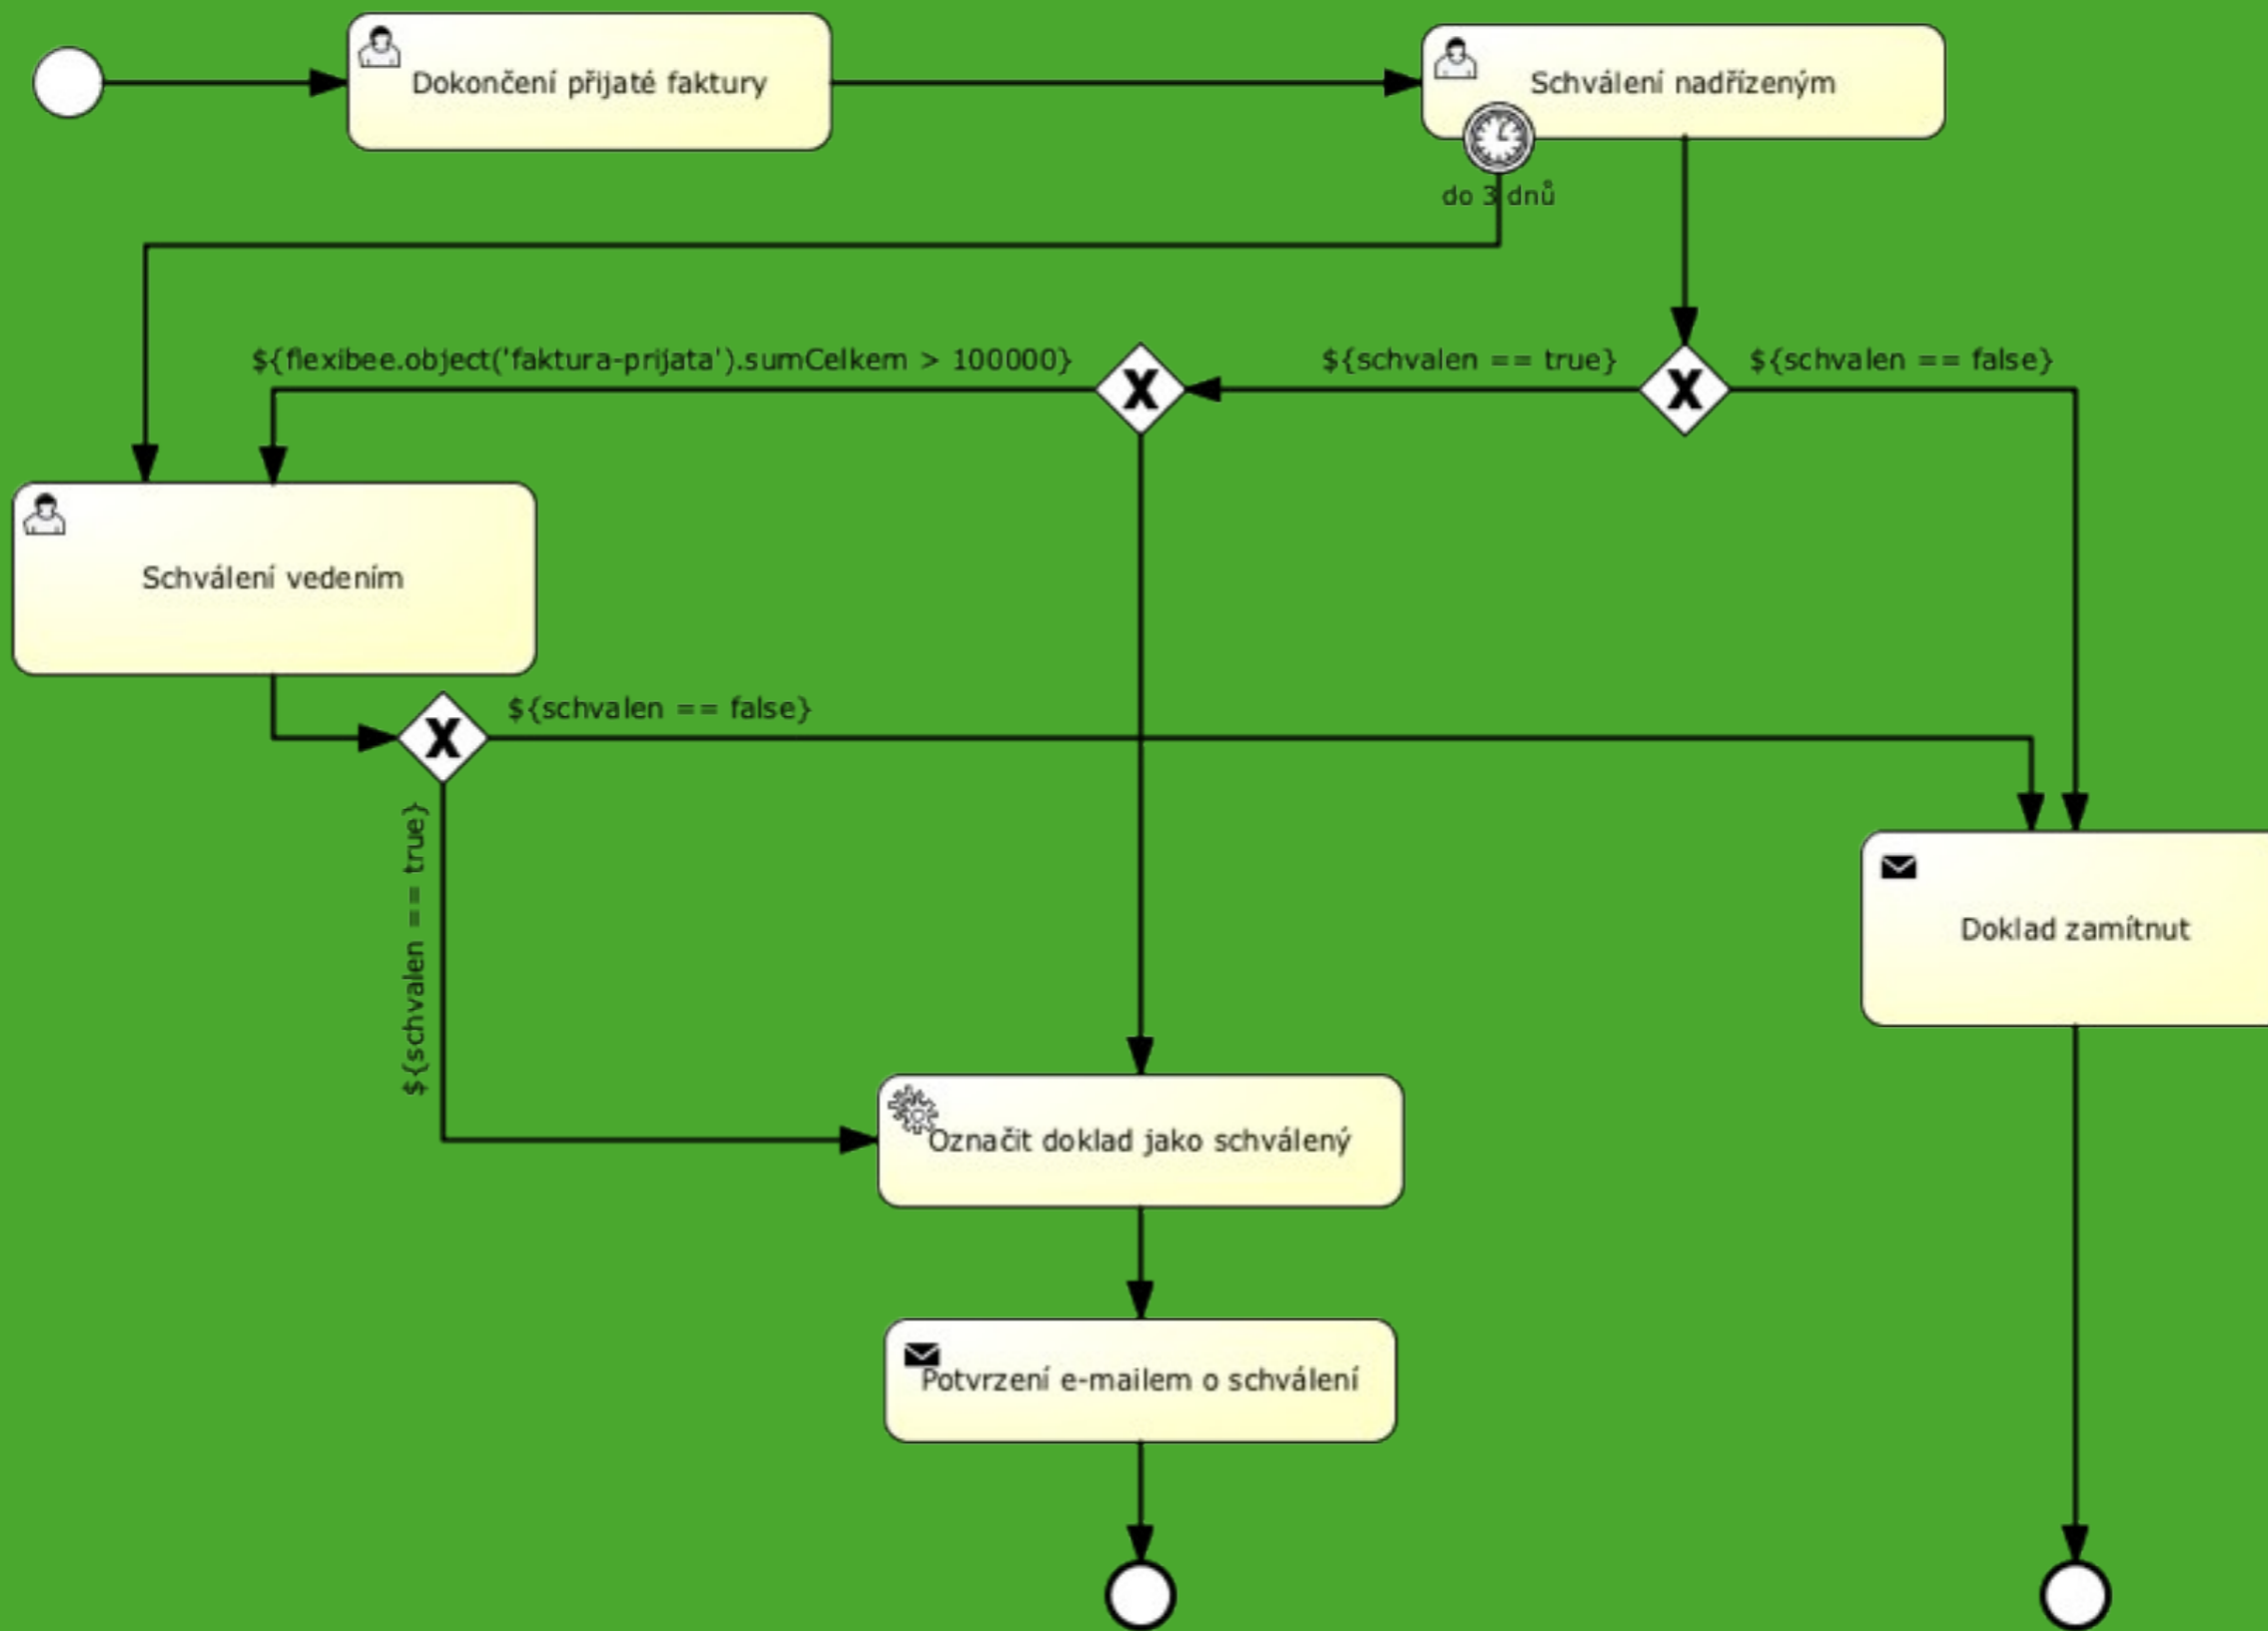 Dokončení přijaté faktury
Schválení nadřízeným
do 3 dnů
${flexibee.object('faktura-prijata').sumCelkem > 100000}
${schvalen == true}
${schvalen == false}
Schválení vedením
${schvalen == false}
${schvalen == true}
Doklad zamítnut
Označit doklad jako schválený
Potvrzení e-mailem o schválení